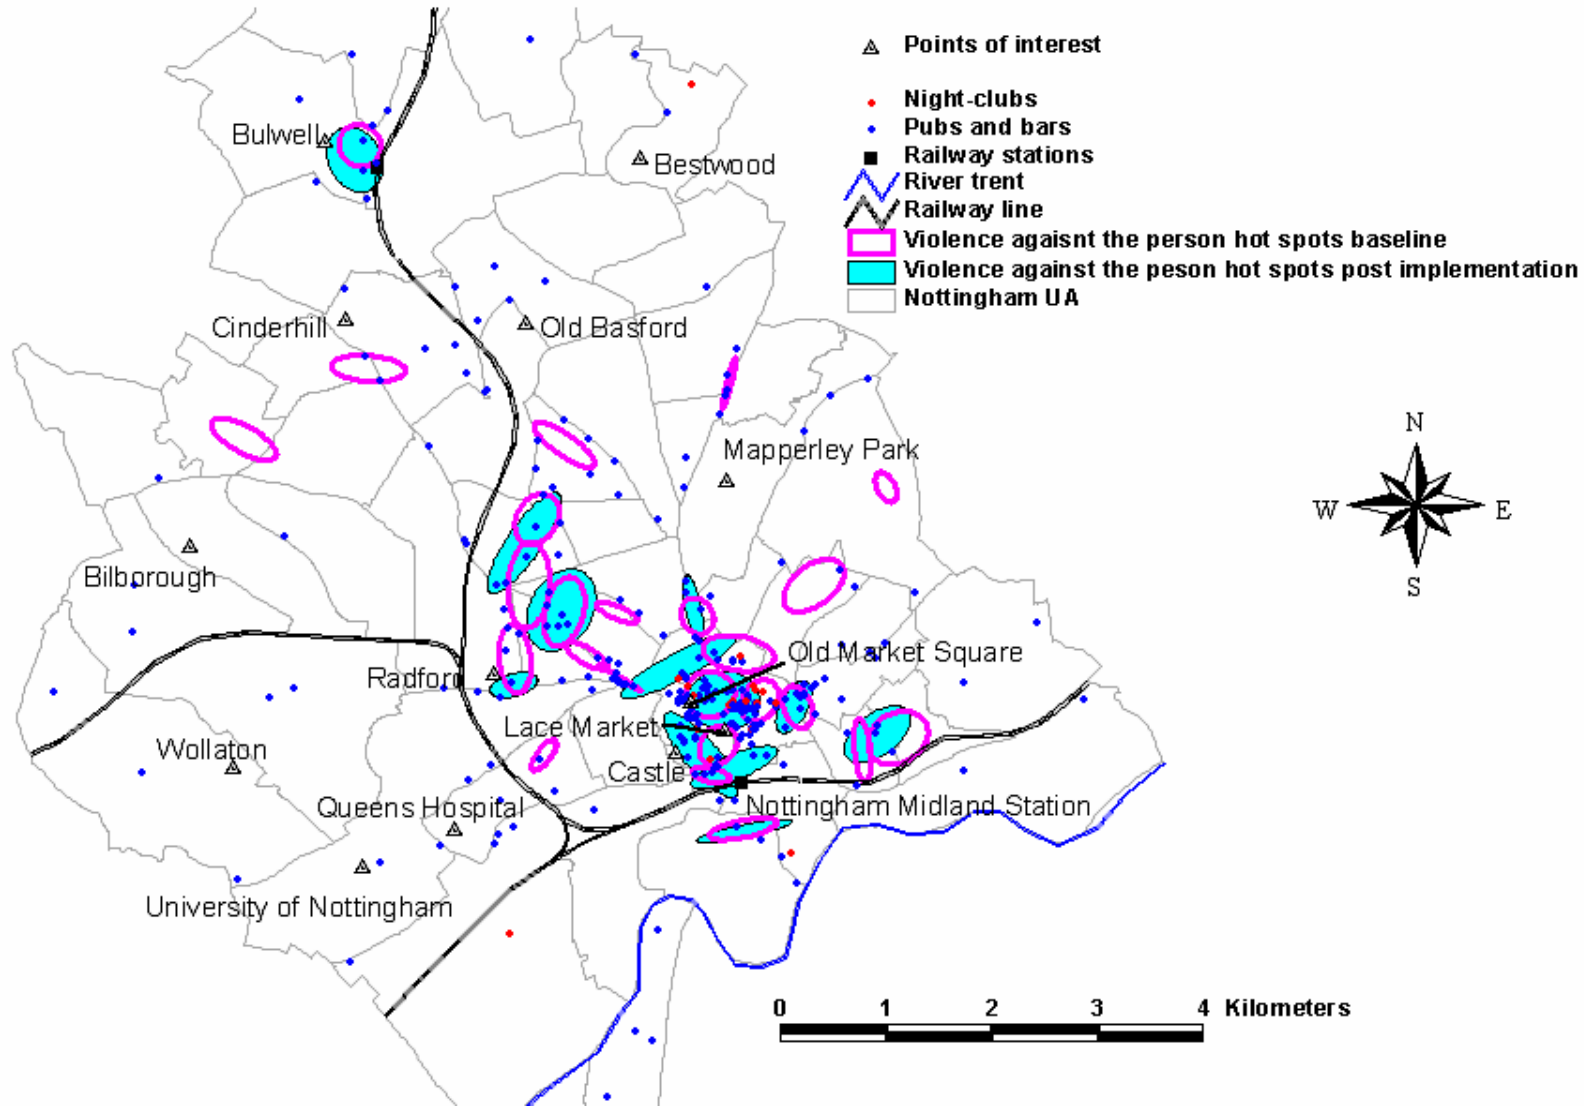 Points of interest
Night-clubs
Pubs and bars
Railway stations
River trent
Railway line
Violence agaisnt the person hot spots baseline
Violence against the peson hot spots post implementation
Nottingham UA
Bulwell
Bestwood
Cinderhill
Old Basford
Mapperley Park
N
W
E
S
Bilborough
Old Market Square
Radford
Lace Market
Wollaton
Castle
Queens Hospital
Nottingham Midland Station
University of Nottingham
0 1 2 3 4 Kilometers